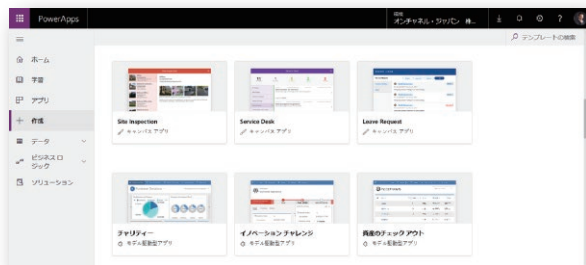 PowerApps
環境
オンチャネル・ジャパン 株...
?
テンプレートの検索
ホーム
学習
アプリ
作成
データ
ビジネス ロジック
ソリューション
Site Inspection
キャンバス アプリ
Service Desk
キャンバス アプリ
Leave Request
キャンバス アプリ
チャリティー
モデル駆動型アプリ
イノベーション チャレンジ
モデル駆動型アプリ
資産のチェック アウト
モデル駆動型アプリ